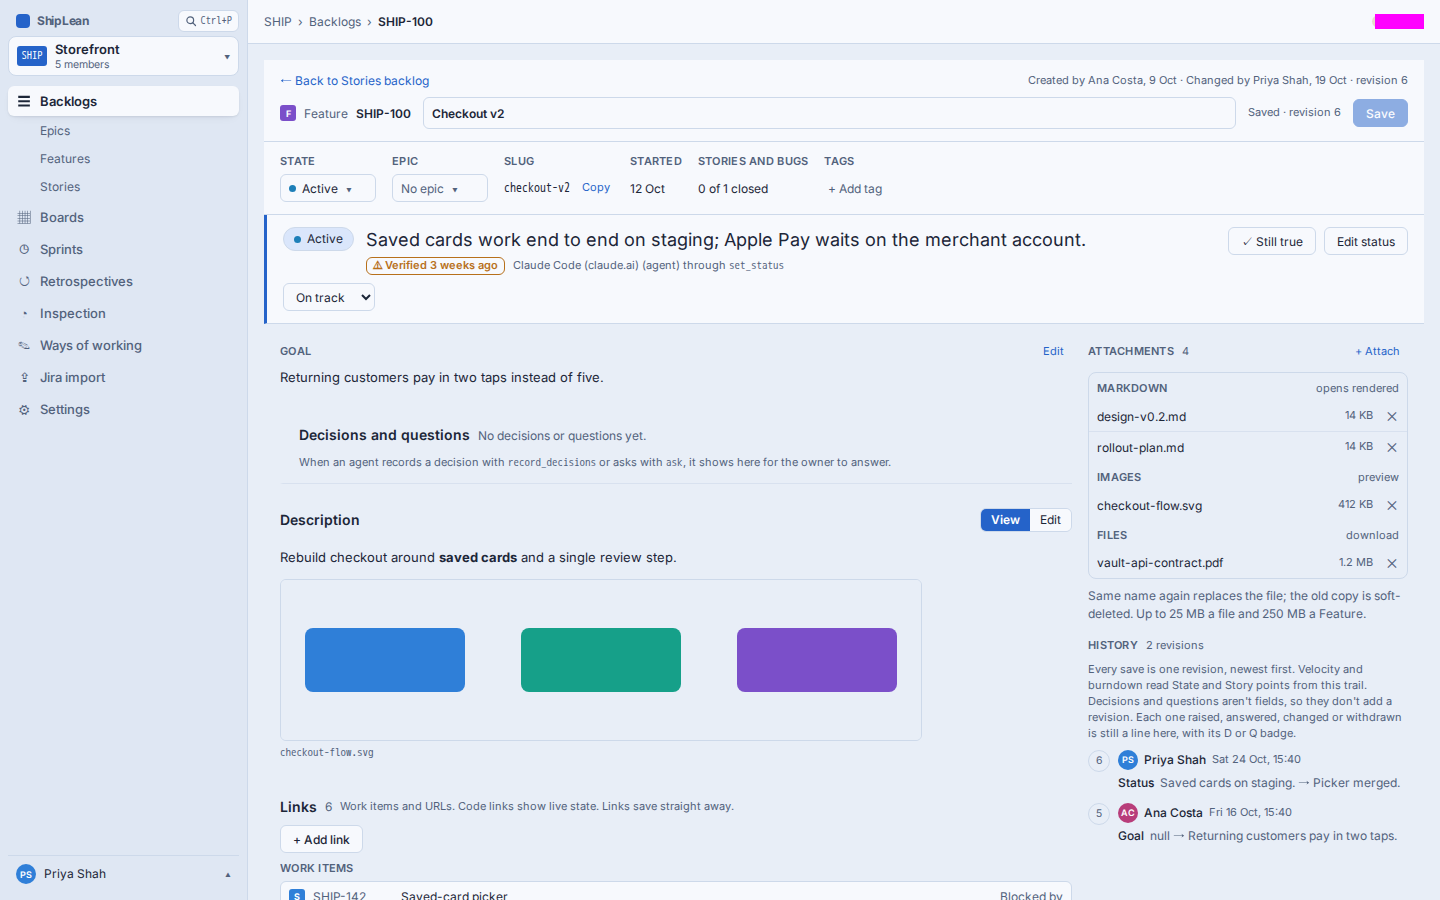 ShipLean
Ctrl+P
SHIP
Storefront
5 members
Backlogs
Epics
Features
Stories
Boards
Sprints
Retrospectives
Inspection
Ways of working
Jira import
Settings
PS Priya Shah
SHIP › Backlogs › SHIP-100
← Back to Stories backlog
Created by Ana Costa, 9 Oct · Changed by Priya Shah, 19 Oct · revision 6
F Feature SHIP-100 Checkout v2 Saved · revision 6 Save
STATE EPIC SLUG STARTED STORIES AND BUGS TAGS
Active No epic checkout-v2 Copy 12 Oct 0 of 1 closed + Add tag
Active Saved cards work end to end on staging; Apple Pay waits on the merchant account. ✓ Still true Edit status
⚠ Verified 3 weeks ago Claude Code (claude.ai) (agent) through set_status
On track
GOAL Edit
Returning customers pay in two taps instead of five.
Decisions and questions No decisions or questions yet.
When an agent records a decision with record_decisions or asks with ask, it shows here for the owner to answer.
Description View Edit
Rebuild checkout around saved cards and a single review step.
checkout-flow.svg
Links 6 Work items and URLs. Code links show live state. Links save straight away.
+ Add link
WORK ITEMS
S SHIP-142 Saved-card picker Blocked by
ATTACHMENTS 4 + Attach
MARKDOWN opens rendered
design-v0.2.md 14 KB
rollout-plan.md 14 KB
IMAGES preview
checkout-flow.svg 412 KB
FILES download
vault-api-contract.pdf 1.2 MB
Same name again replaces the file; the old copy is soft-
deleted. Up to 25 MB a file and 250 MB a Feature.
HISTORY 2 revisions
Every save is one revision, newest first. Velocity and
burndown read State and Story points from this trail.
Decisions and questions aren't fields, so they don't add a
revision. Each one raised, answered, changed or withdrawn
is still a line here, with its D or Q badge.
6 PS Priya Shah Sat 24 Oct, 15:40
Status Saved cards on staging. → Picker merged.
5 AC Ana Costa Fri 16 Oct, 15:40
Goal null → Returning customers pay in two taps.